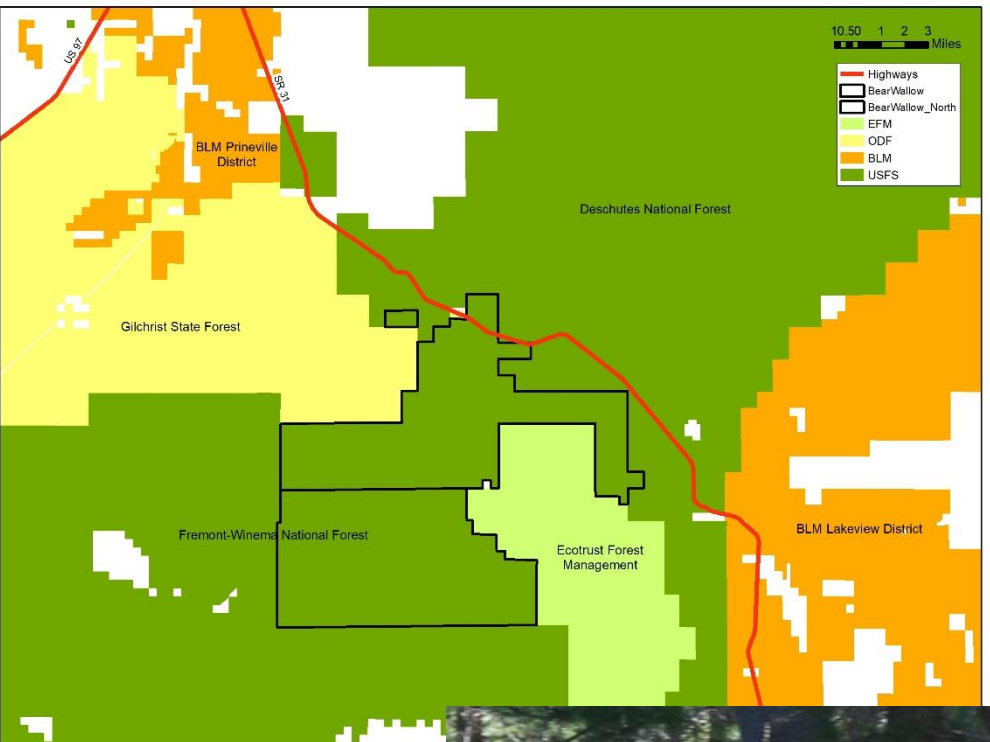 US 97
SR 31
10.50 1 2 3
Miles
Highways
BearWallow
BearWallow_North
EFM
ODF
BLM
USFS
BLM Prineville
District
Deschutes National Forest
Gilchrist State Forest
Fremont-Winema National Forest
Ecotrust Forest
Management
BLM Lakeview District